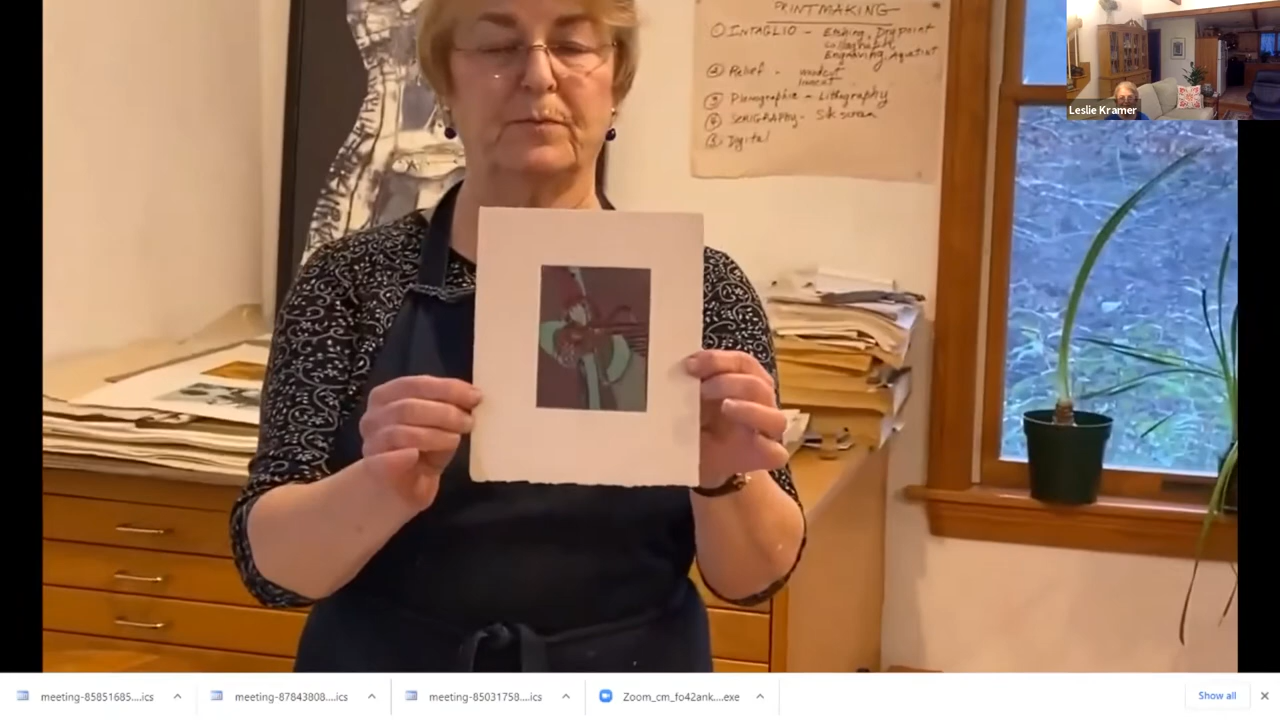 PRINTMAKING
① INTAGLIO - Etching, Drypoint
collagraph,
Engraving, Aquatint
② Relief - woodcut
linocut
③ Planographic - Lithography
④ SERIGRAPHY - Silk screen
⑤ Digital
Leslie Kramer
meeting-85851685....ics
meeting-87843808....ics
meeting-85031758....ics
Zoom_cm_fo42ank....exe
Show all